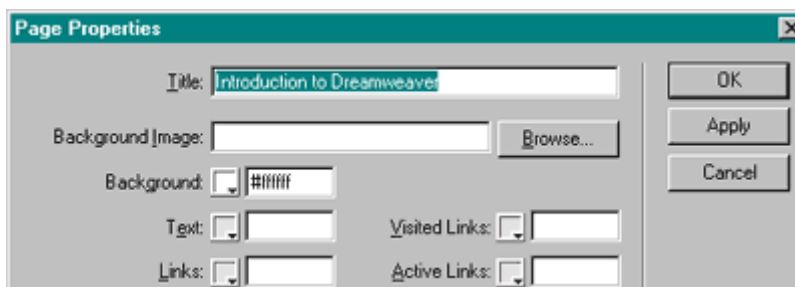 Page Properties
Title: Introduction to Dreamweaver
OK
Background Image:
Browse...
Apply
Background: #ffffff
Cancel
Text:
Visited Links:
Links:
Active Links: